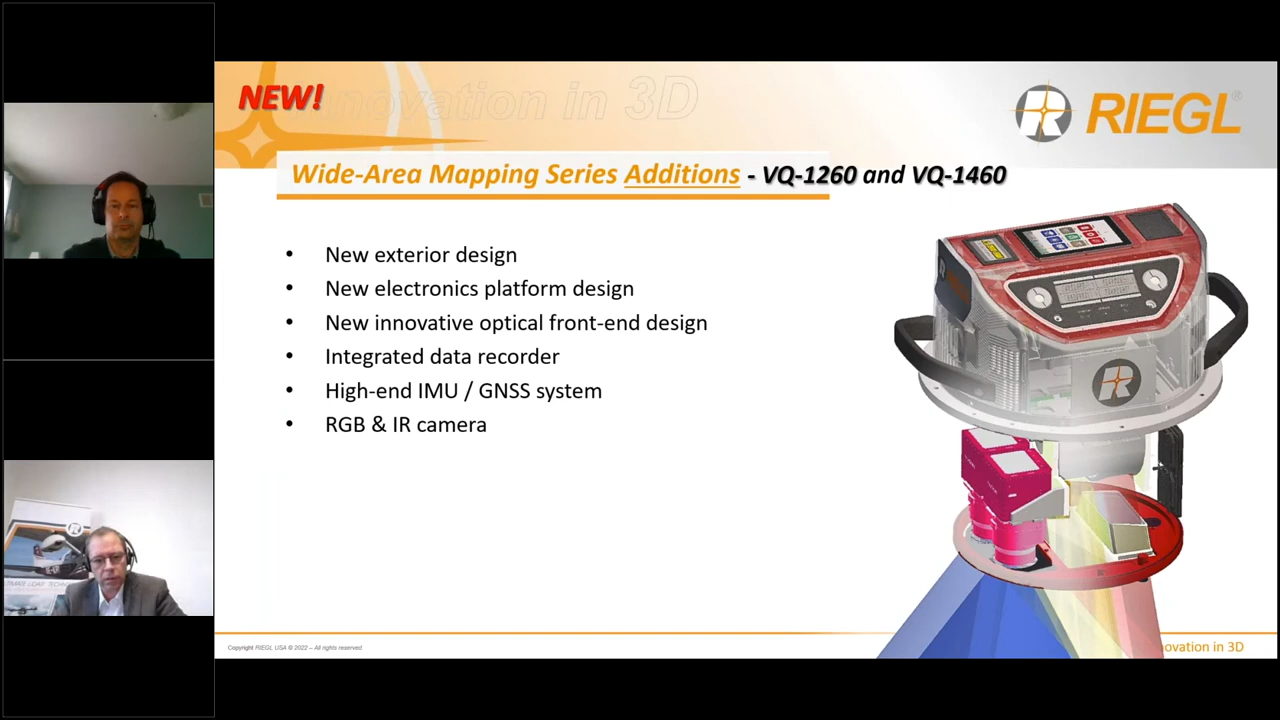 NEW!
Innovation in 3D
RIEGL®
Wide-Area Mapping Series Additions - VQ-1260 and VQ-1460
• New exterior design
• New electronics platform design
• New innovative optical front-end design
• Integrated data recorder
• High-end IMU / GNSS system
• RGB & IR camera
Copyright RIEGL USA © 2022 – All rights reserved.
ovation in 3D